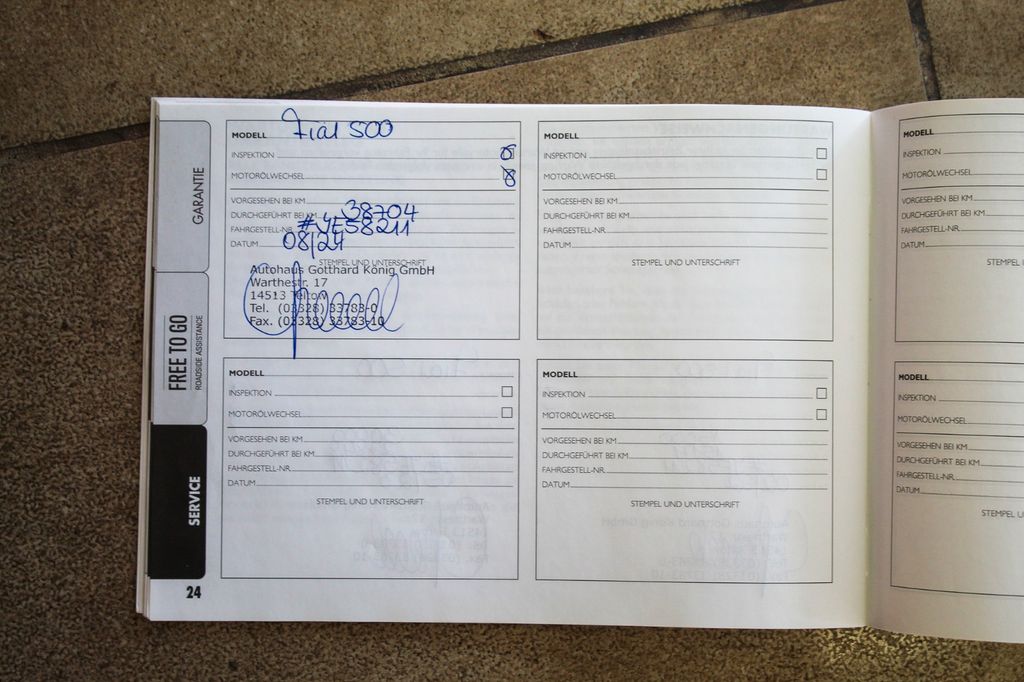 GARANTIE
FREE TO GO
ROADSIDE ASSISTANCE
SERVICE
24
MODELL Fiat 500
INSPEKTION
MOTORÖLWECHSEL
VORGESEHEN BEI KM
DURCHGEFÜHRT BEI KM 38704
FAHRGESTELL-NR. #YE58211
DATUM 08/24
STEMPEL UND UNTERSCHRIFT
Autohaus Gotthard König GmbH
Warthestr. 17
14513 Teltow
Tel. (03328) 33783-0
Fax. (03328) 33783-10
MODELL
INSPEKTION
MOTORÖLWECHSEL
VORGESEHEN BEI KM
DURCHGEFÜHRT BEI KM
FAHRGESTELL-NR.
DATUM
STEMPEL UND UNTERSCHRIFT
MODELL
INSPEKTION
MOTORÖLWECHSEL
VORGESEHEN BEI KM
DURCHGEFÜHRT BEI KM
FAHRGESTELL-NR.
DATUM
STEMPEL UND UNTERSCHRIFT
MODELL
INSPEKTION
MOTORÖLWECHSEL
VORGESEHEN BEI KM
DURCHGEFÜHRT BEI KM
FAHRGESTELL-NR.
DATUM
STEMPEL UND UNTERSCHRIFT
MODELL
INSPEKTION
MOTORÖLWECHSEL
VORGESEHEN BEI KM
DURCHGEFÜHRT BEI KM
FAHRGESTELL-NR.
DATUM
STEMPEL
MODELL
INSPEKTION
MOTORÖLWECHSEL
VORGESEHEN BEI KM
DURCHGEFÜHRT BEI KM
FAHRGESTELL-NR.
DATUM
STEMPEL